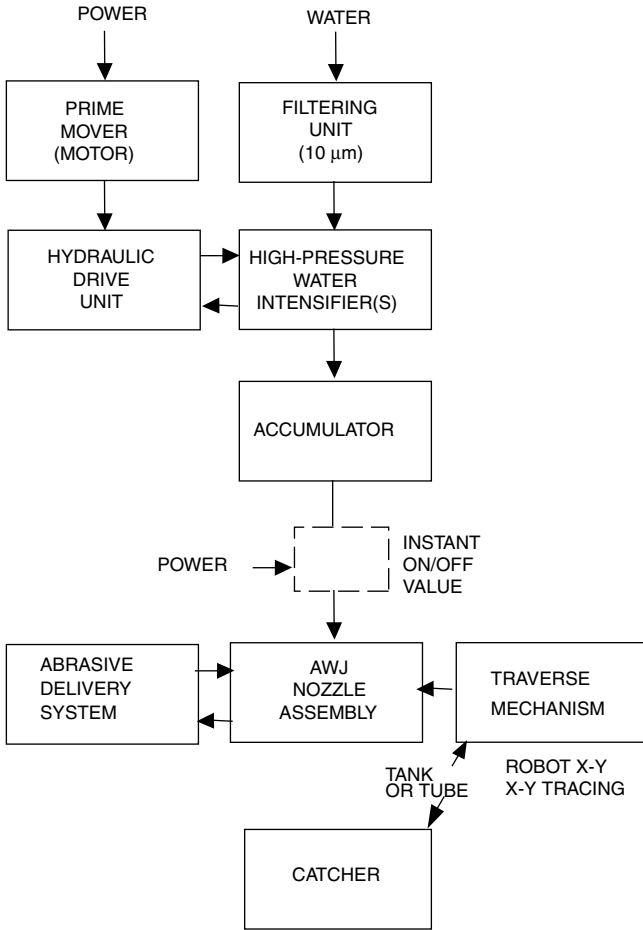 POWER
WATER
PRIME
MOVER
(MOTOR)
FILTERING
UNIT
(10 μm)
HYDRAULIC
DRIVE
UNIT
HIGH-PRESSURE
WATER
INTENSIFIER(S)
ACCUMULATOR
POWER
INSTANT
ON/OFF
VALUE
ABRASIVE
DELIVERY
SYSTEM
AWJ
NOZZLE
ASSEMBLY
TRAVERSE
MECHANISM
TANK
OR TUBE
ROBOT X-Y
X-Y TRACING
CATCHER